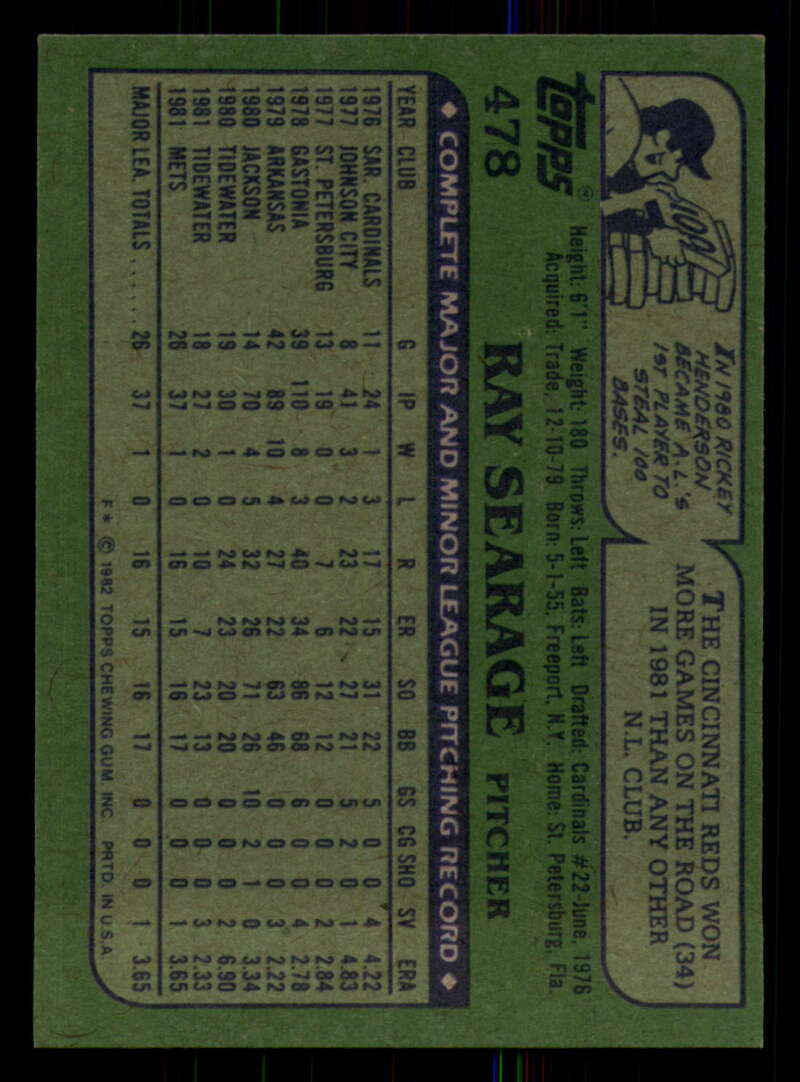 IN 1980 RICKEY
HENDERSON
BECAME A.L.'s
1ST PLAYER TO
STEAL 100
BASES.
100
THE CINCINNATI REDS WON
MORE GAMES ON THE ROAD (34)
IN 1981 THAN ANY OTHER
N.L. CLUB.
TOPPS®
478
Height: 6'1" Weight: 180 Throws: Left Bats: Left Drafted: Cardinals #22-June, 1976
Acquired: Trade, 12-10-79 Born: 5-1-55, Freeport, N.Y. Home: St. Petersburg, Fla.
RAY SEARAGE PITCHER
◆ COMPLETE MAJOR AND MINOR LEAGUE PITCHING RECORD ◆
YEAR CLUB G IP W L R ER SO BB GS CG SHO SV ERA
1976 SAR. CARDINALS 11 24 1 3 17 15 31 22 5 0 0 4 4.22
1977 JOHNSON CITY 8 41 3 2 23 22 27 21 5 2 0 1 4.83
1977 ST. PETERSBURG 13 19 0 0 7 6 12 12 0 0 0 2 2.84
1978 GASTONIA 39 110 8 3 40 34 86 68 6 0 0 4 2.78
1979 ARKANSAS 42 89 10 4 27 22 63 46 0 0 0 3 2.22
1980 JACKSON 14 70 4 5 32 26 71 26 10 2 1 0 3.34
1980 TIDEWATER 19 30 1 0 24 23 20 20 0 0 0 2 6.90
1981 TIDEWATER 18 27 2 0 10 7 23 13 0 0 0 3 2.33
1981 METS 26 37 1 0 16 15 16 17 0 0 0 1 3.65
MAJOR LEA. TOTALS ...... 26 37 1 0 16 15 16 17 0 0 0 1 3.65
F* © 1982 TOPPS CHEWING GUM INC. PRTD. IN U.S.A.